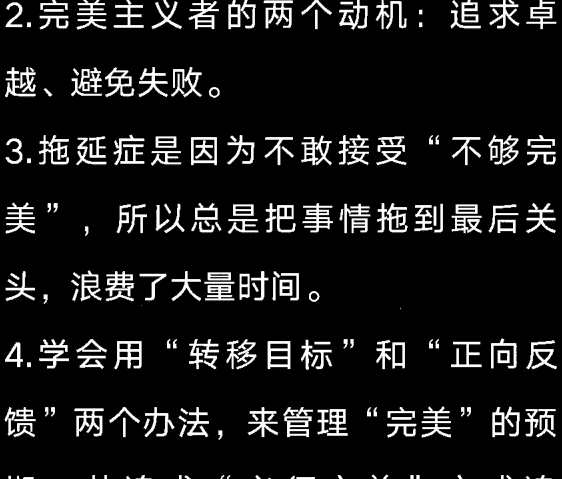 2.完美主义者的两个动机：追求卓
越、避免失败。
3.拖延症是因为不敢接受“不够完
美”，所以总是把事情拖到最后关
头，浪费了大量时间。
4.学会用“转移目标”和“正向反
馈”两个办法，来管理“完美”的预